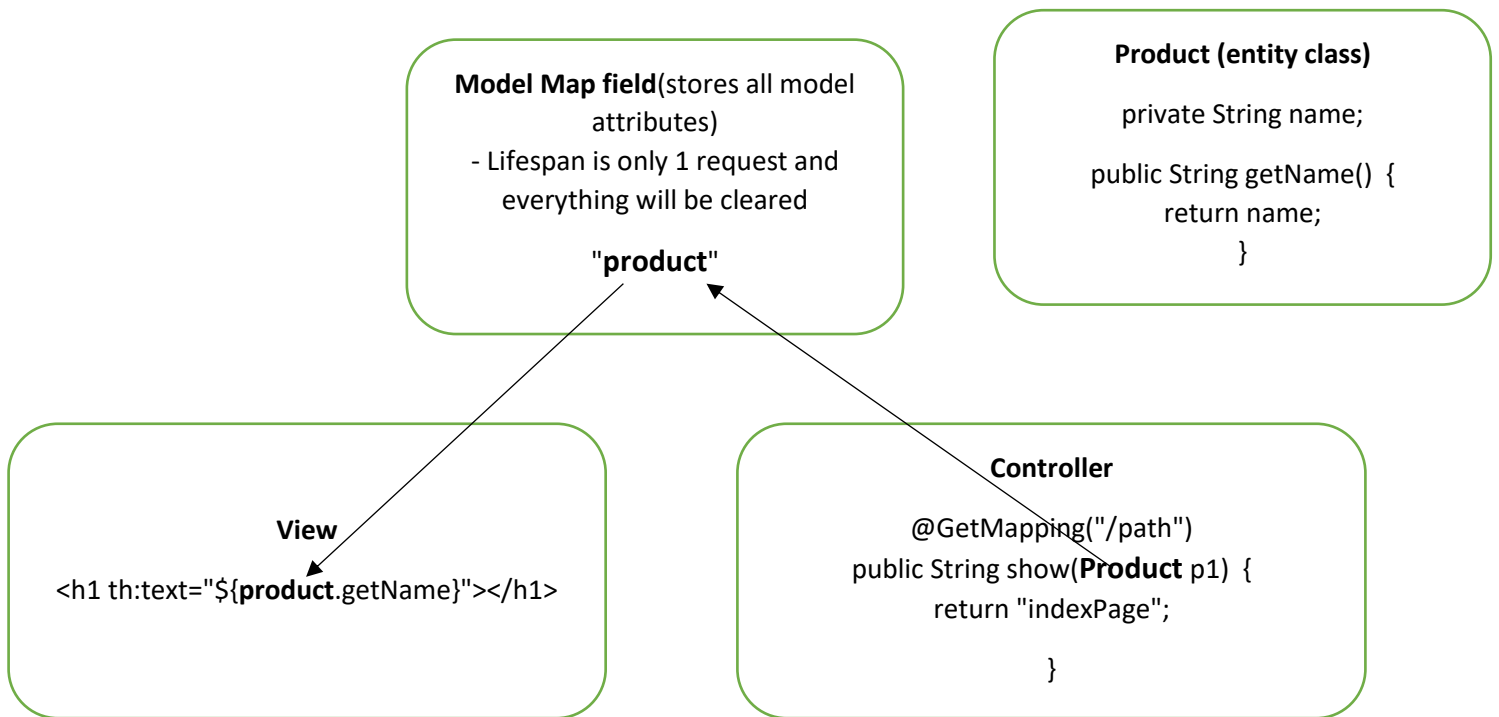 Model Map field(stores all model
attributes)
- Lifespan is only 1 request and
everything will be cleared
"product"
Product (entity class)
private String name;
public String getName()  {
return name;
}
View
<h1 th:text="${product.getName}"></h1>
Controller
@GetMapping("/path")
public String show(Product p1)  {
return "indexPage";
}